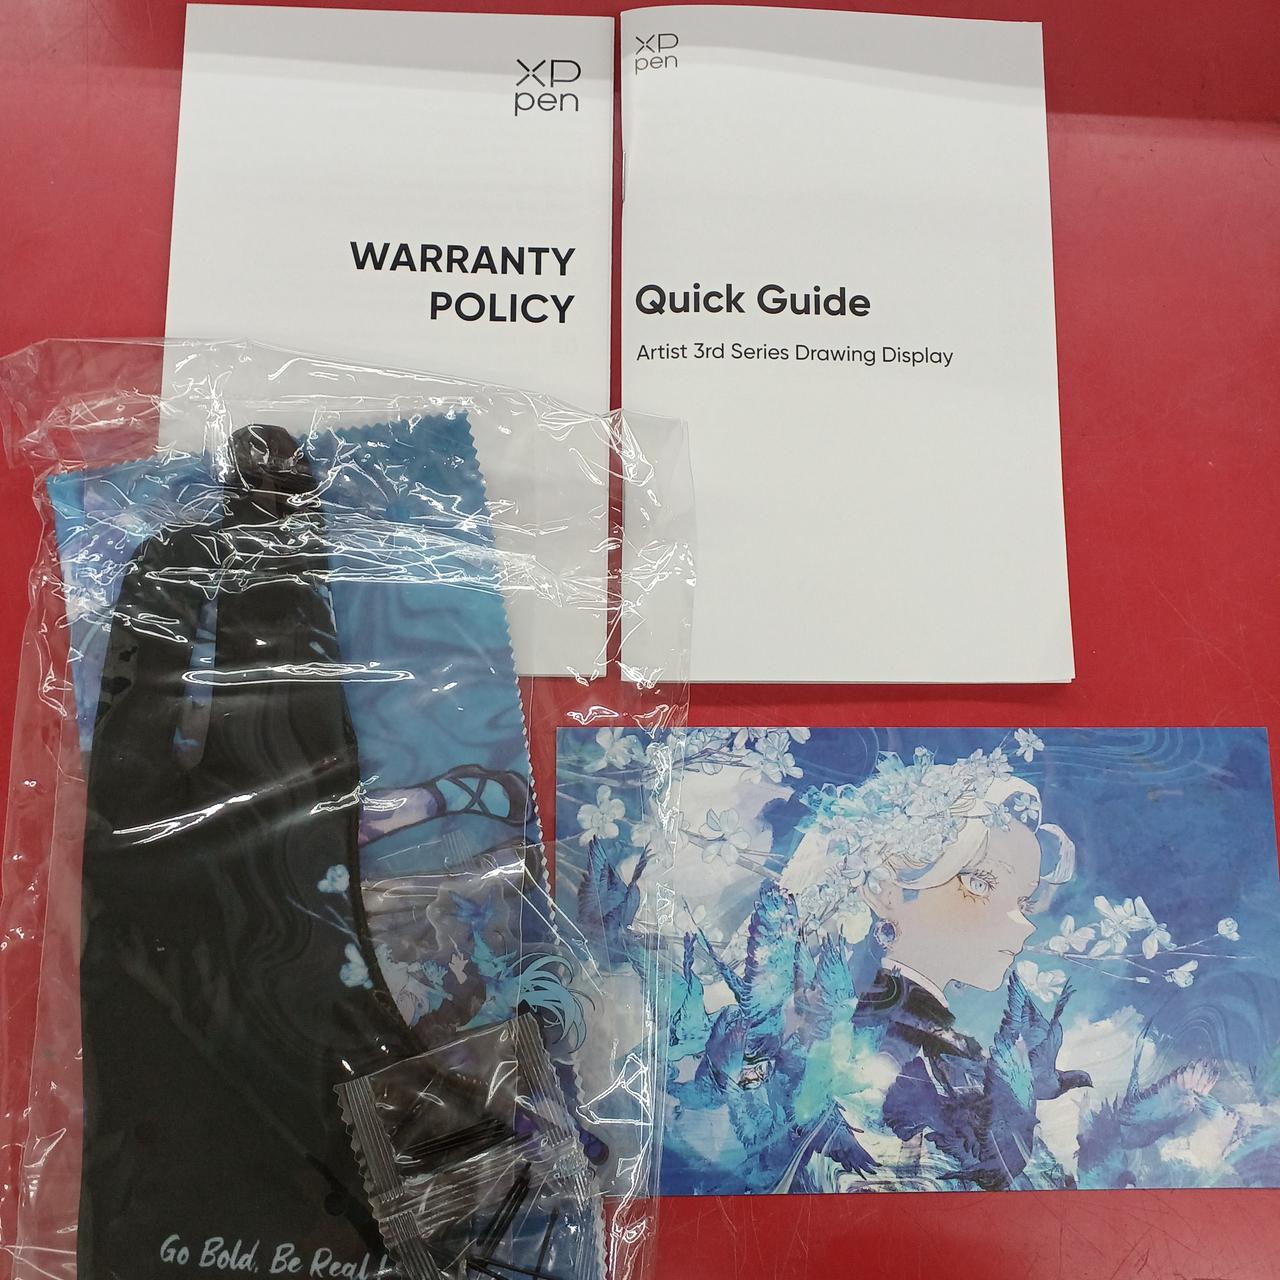 XP
pen
WARRANTY
POLICY
XP
pen
Quick Guide
Artist 3rd Series Drawing Display
Go Bold, Be Real !